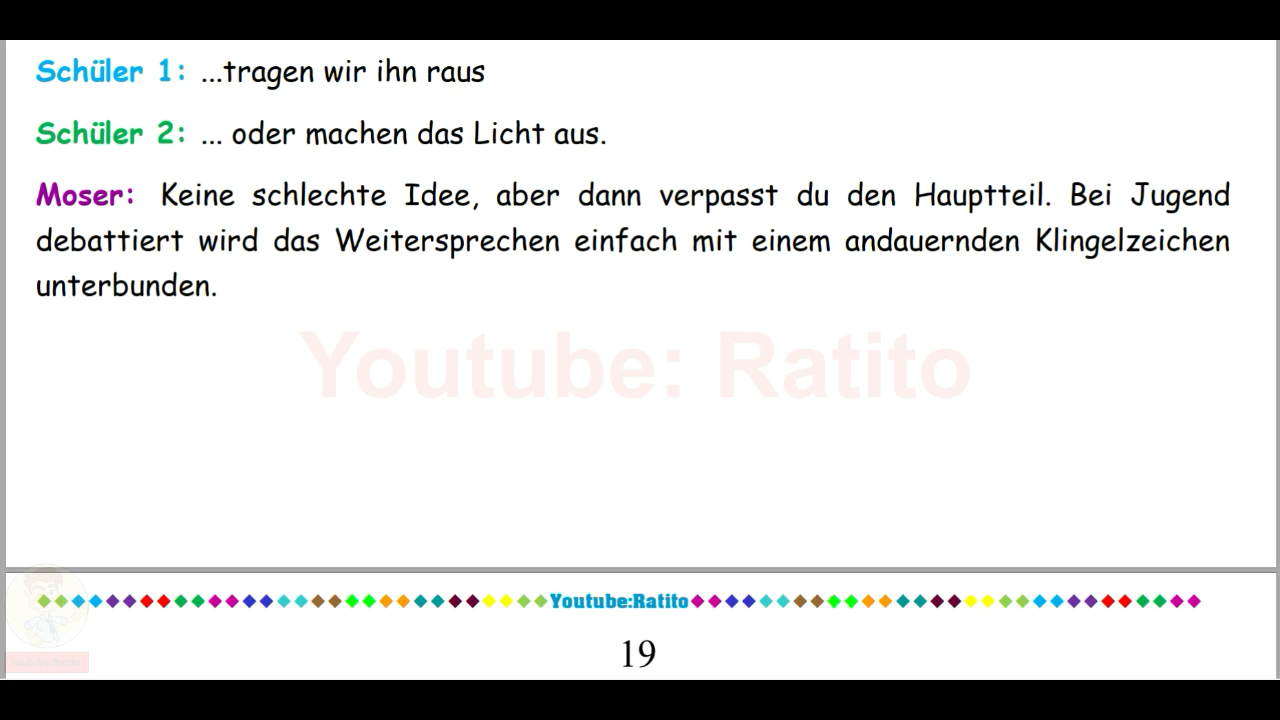 Schüler 1: ...tragen wir ihn raus
Schüler 2: ... oder machen das Licht aus.
Moser: Keine schlechte Idee, aber dann verpasst du den Hauptteil. Bei Jugend
debattiert wird das Weitersprechen einfach mit einem andauernden Klingelzeichen
unterbunden.
Youtube: Ratito
Youtube:Ratito
19